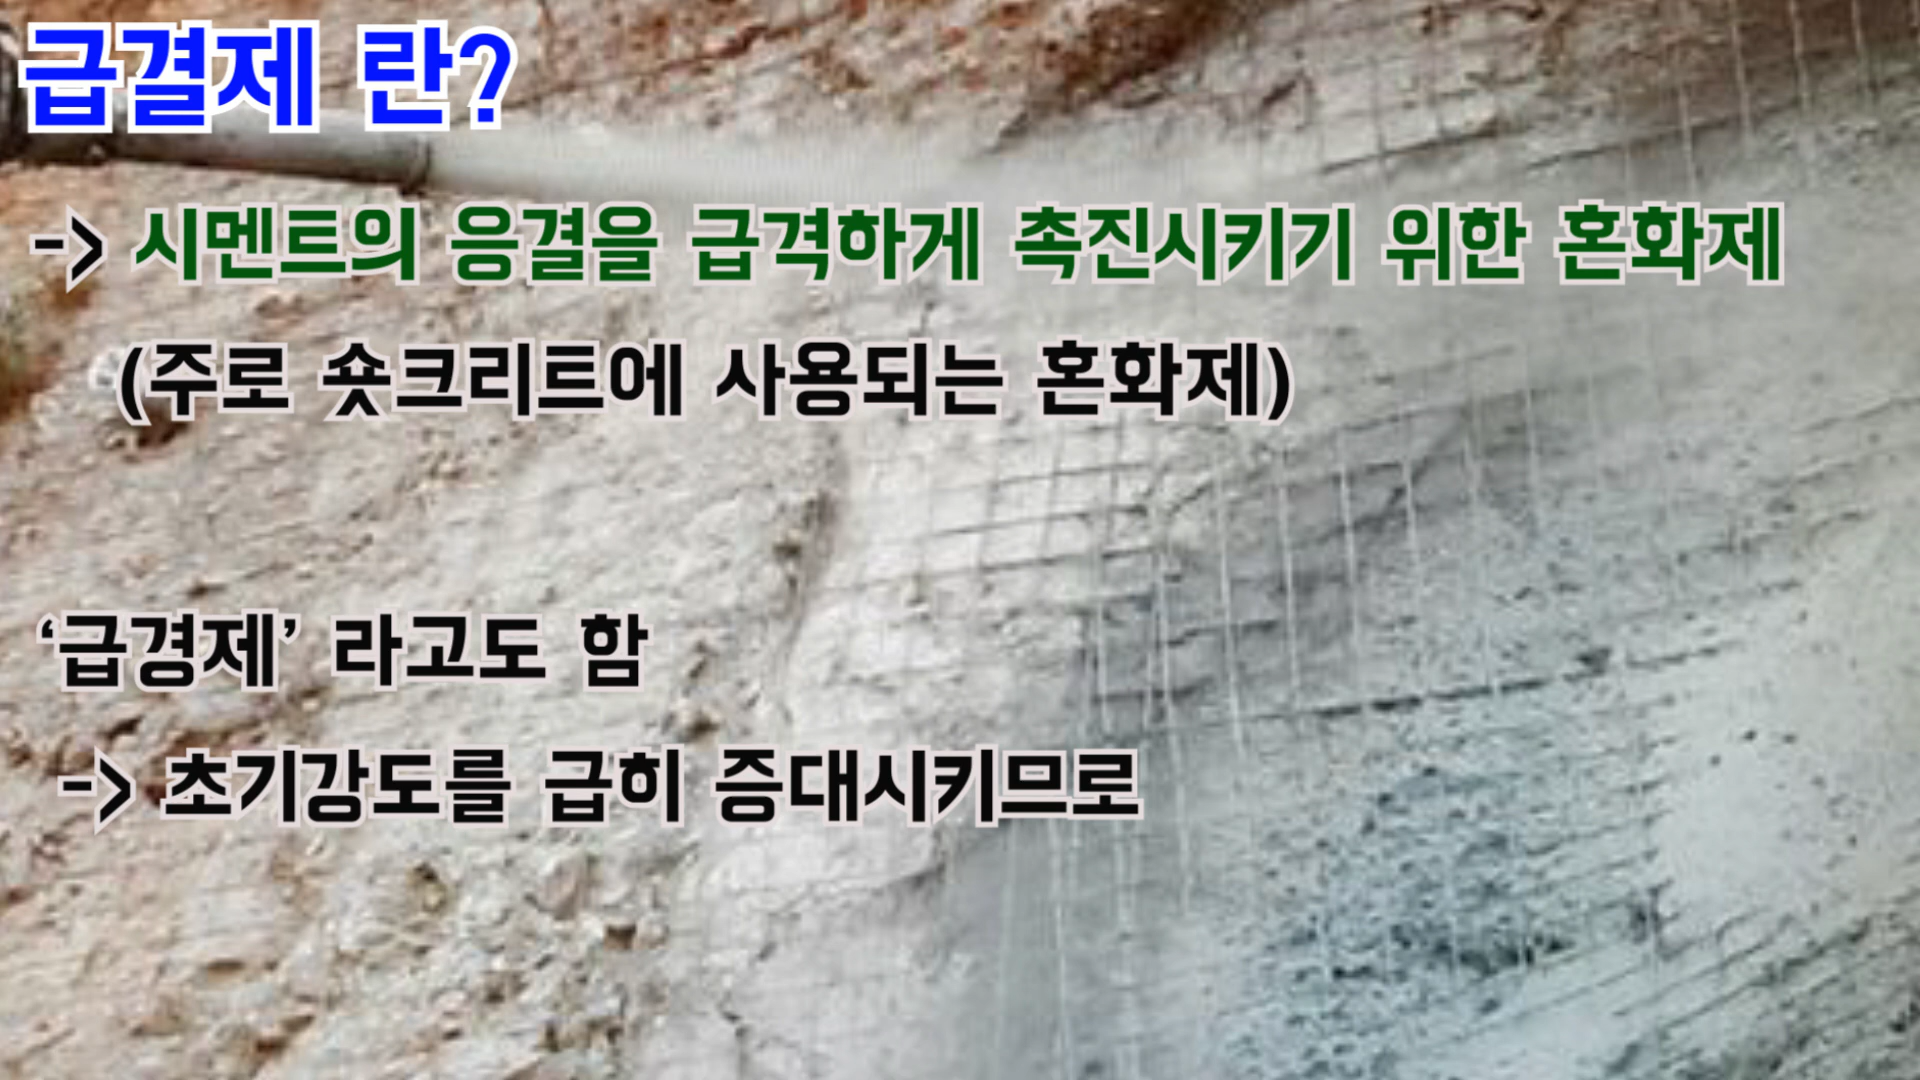 급결제 란?
-> 시멘트의 응결을 급격하게 촉진시키기 위한 혼화제
(주로 숏크리트에 사용되는 혼화제)
‘급경제’ 라고도 함
-> 초기강도를 급히 증대시키므로